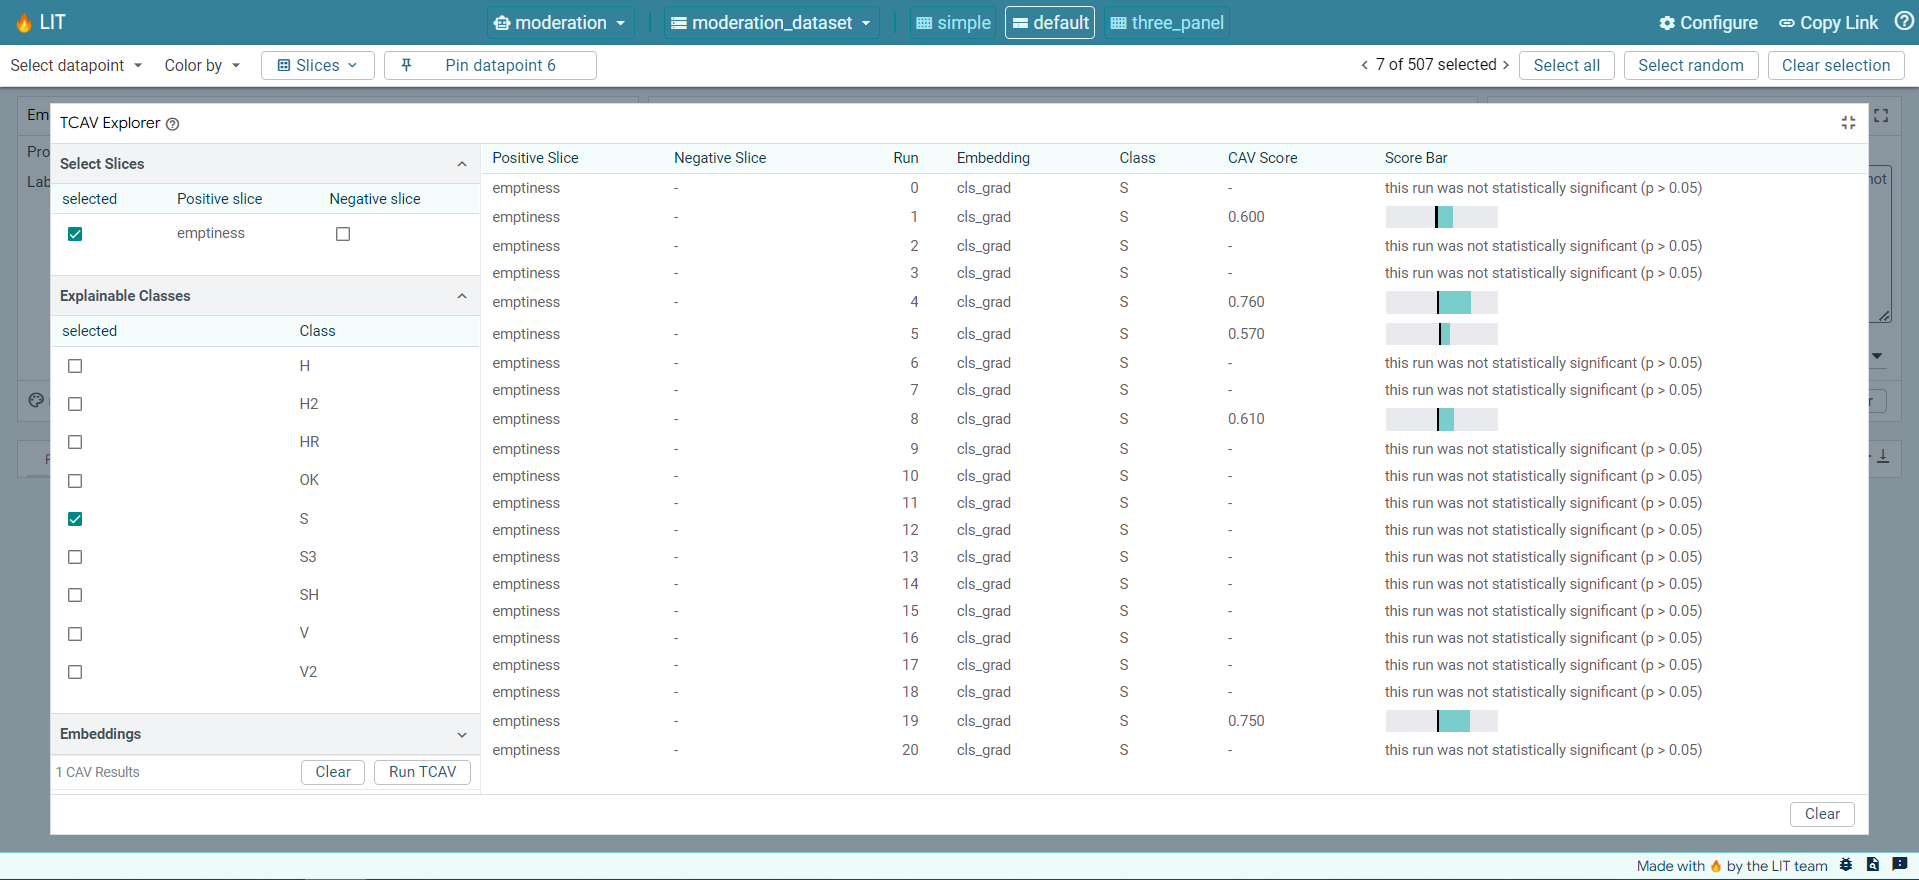 LIT
moderation
moderation_dataset
simple
default
three_panel
Configure
Copy Link
Select datapoint
Color by
Slices
Pin datapoint 6
7 of 507 selected
Select all
Select random
Clear selection
Em
Pro
Lab
not
TCAV Explorer
Select Slices
selected Positive slice Negative slice
emptiness
Explainable Classes
selected Class
H
H2
HR
OK
S
S3
SH
V
V2
Embeddings
1 CAV Results
Clear
Run TCAV
Positive Slice Negative Slice Run Embedding Class CAV Score Score Bar
emptiness - 0 cls_grad S - this run was not statistically significant (p > 0.05)
emptiness - 1 cls_grad S 0.600
emptiness - 2 cls_grad S - this run was not statistically significant (p > 0.05)
emptiness - 3 cls_grad S - this run was not statistically significant (p > 0.05)
emptiness - 4 cls_grad S 0.760
emptiness - 5 cls_grad S 0.570
emptiness - 6 cls_grad S - this run was not statistically significant (p > 0.05)
emptiness - 7 cls_grad S - this run was not statistically significant (p > 0.05)
emptiness - 8 cls_grad S 0.610
emptiness - 9 cls_grad S - this run was not statistically significant (p > 0.05)
emptiness - 10 cls_grad S - this run was not statistically significant (p > 0.05)
emptiness - 11 cls_grad S - this run was not statistically significant (p > 0.05)
emptiness - 12 cls_grad S - this run was not statistically significant (p > 0.05)
emptiness - 13 cls_grad S - this run was not statistically significant (p > 0.05)
emptiness - 14 cls_grad S - this run was not statistically significant (p > 0.05)
emptiness - 15 cls_grad S - this run was not statistically significant (p > 0.05)
emptiness - 16 cls_grad S - this run was not statistically significant (p > 0.05)
emptiness - 17 cls_grad S - this run was not statistically significant (p > 0.05)
emptiness - 18 cls_grad S - this run was not statistically significant (p > 0.05)
emptiness - 19 cls_grad S 0.750
emptiness - 20 cls_grad S - this run was not statistically significant (p > 0.05)
Clear
Made with 🔥 by the LIT team